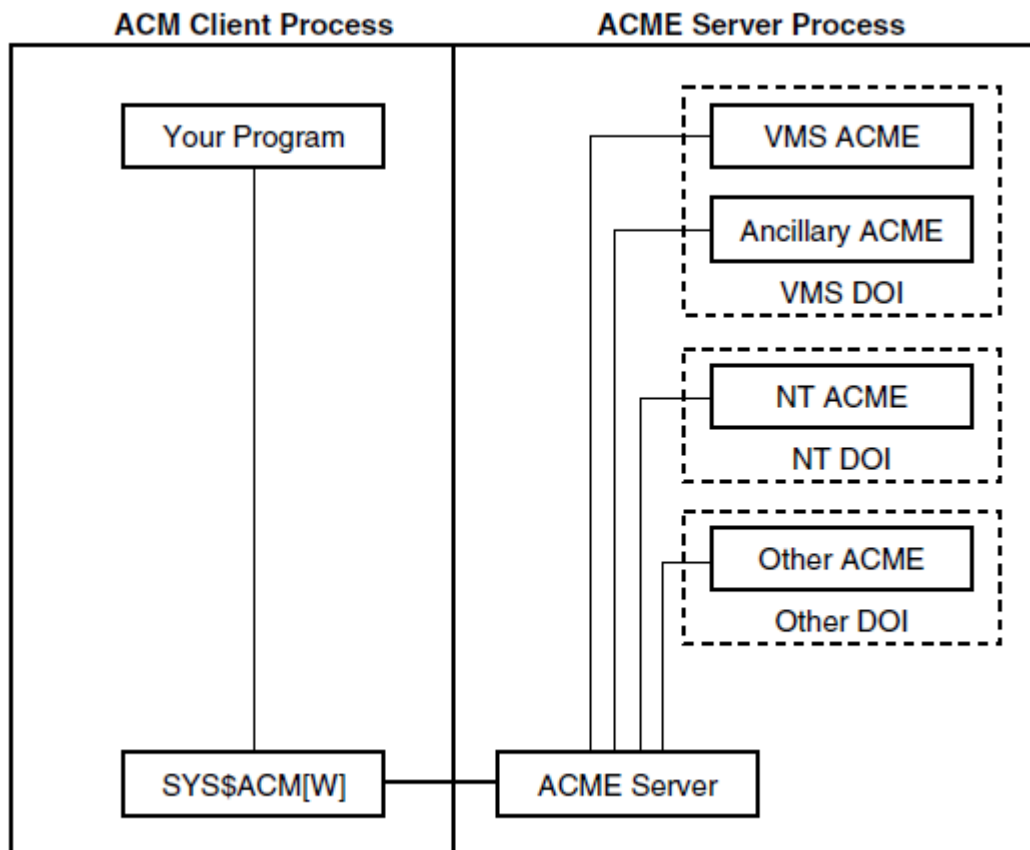 ACM Client Process
ACME Server Process
Your Program
VMS ACME
Ancillary ACME
VMS DOI
NT ACME
NT DOI
Other ACME
Other DOI
SYS$ACM[W]
ACME Server